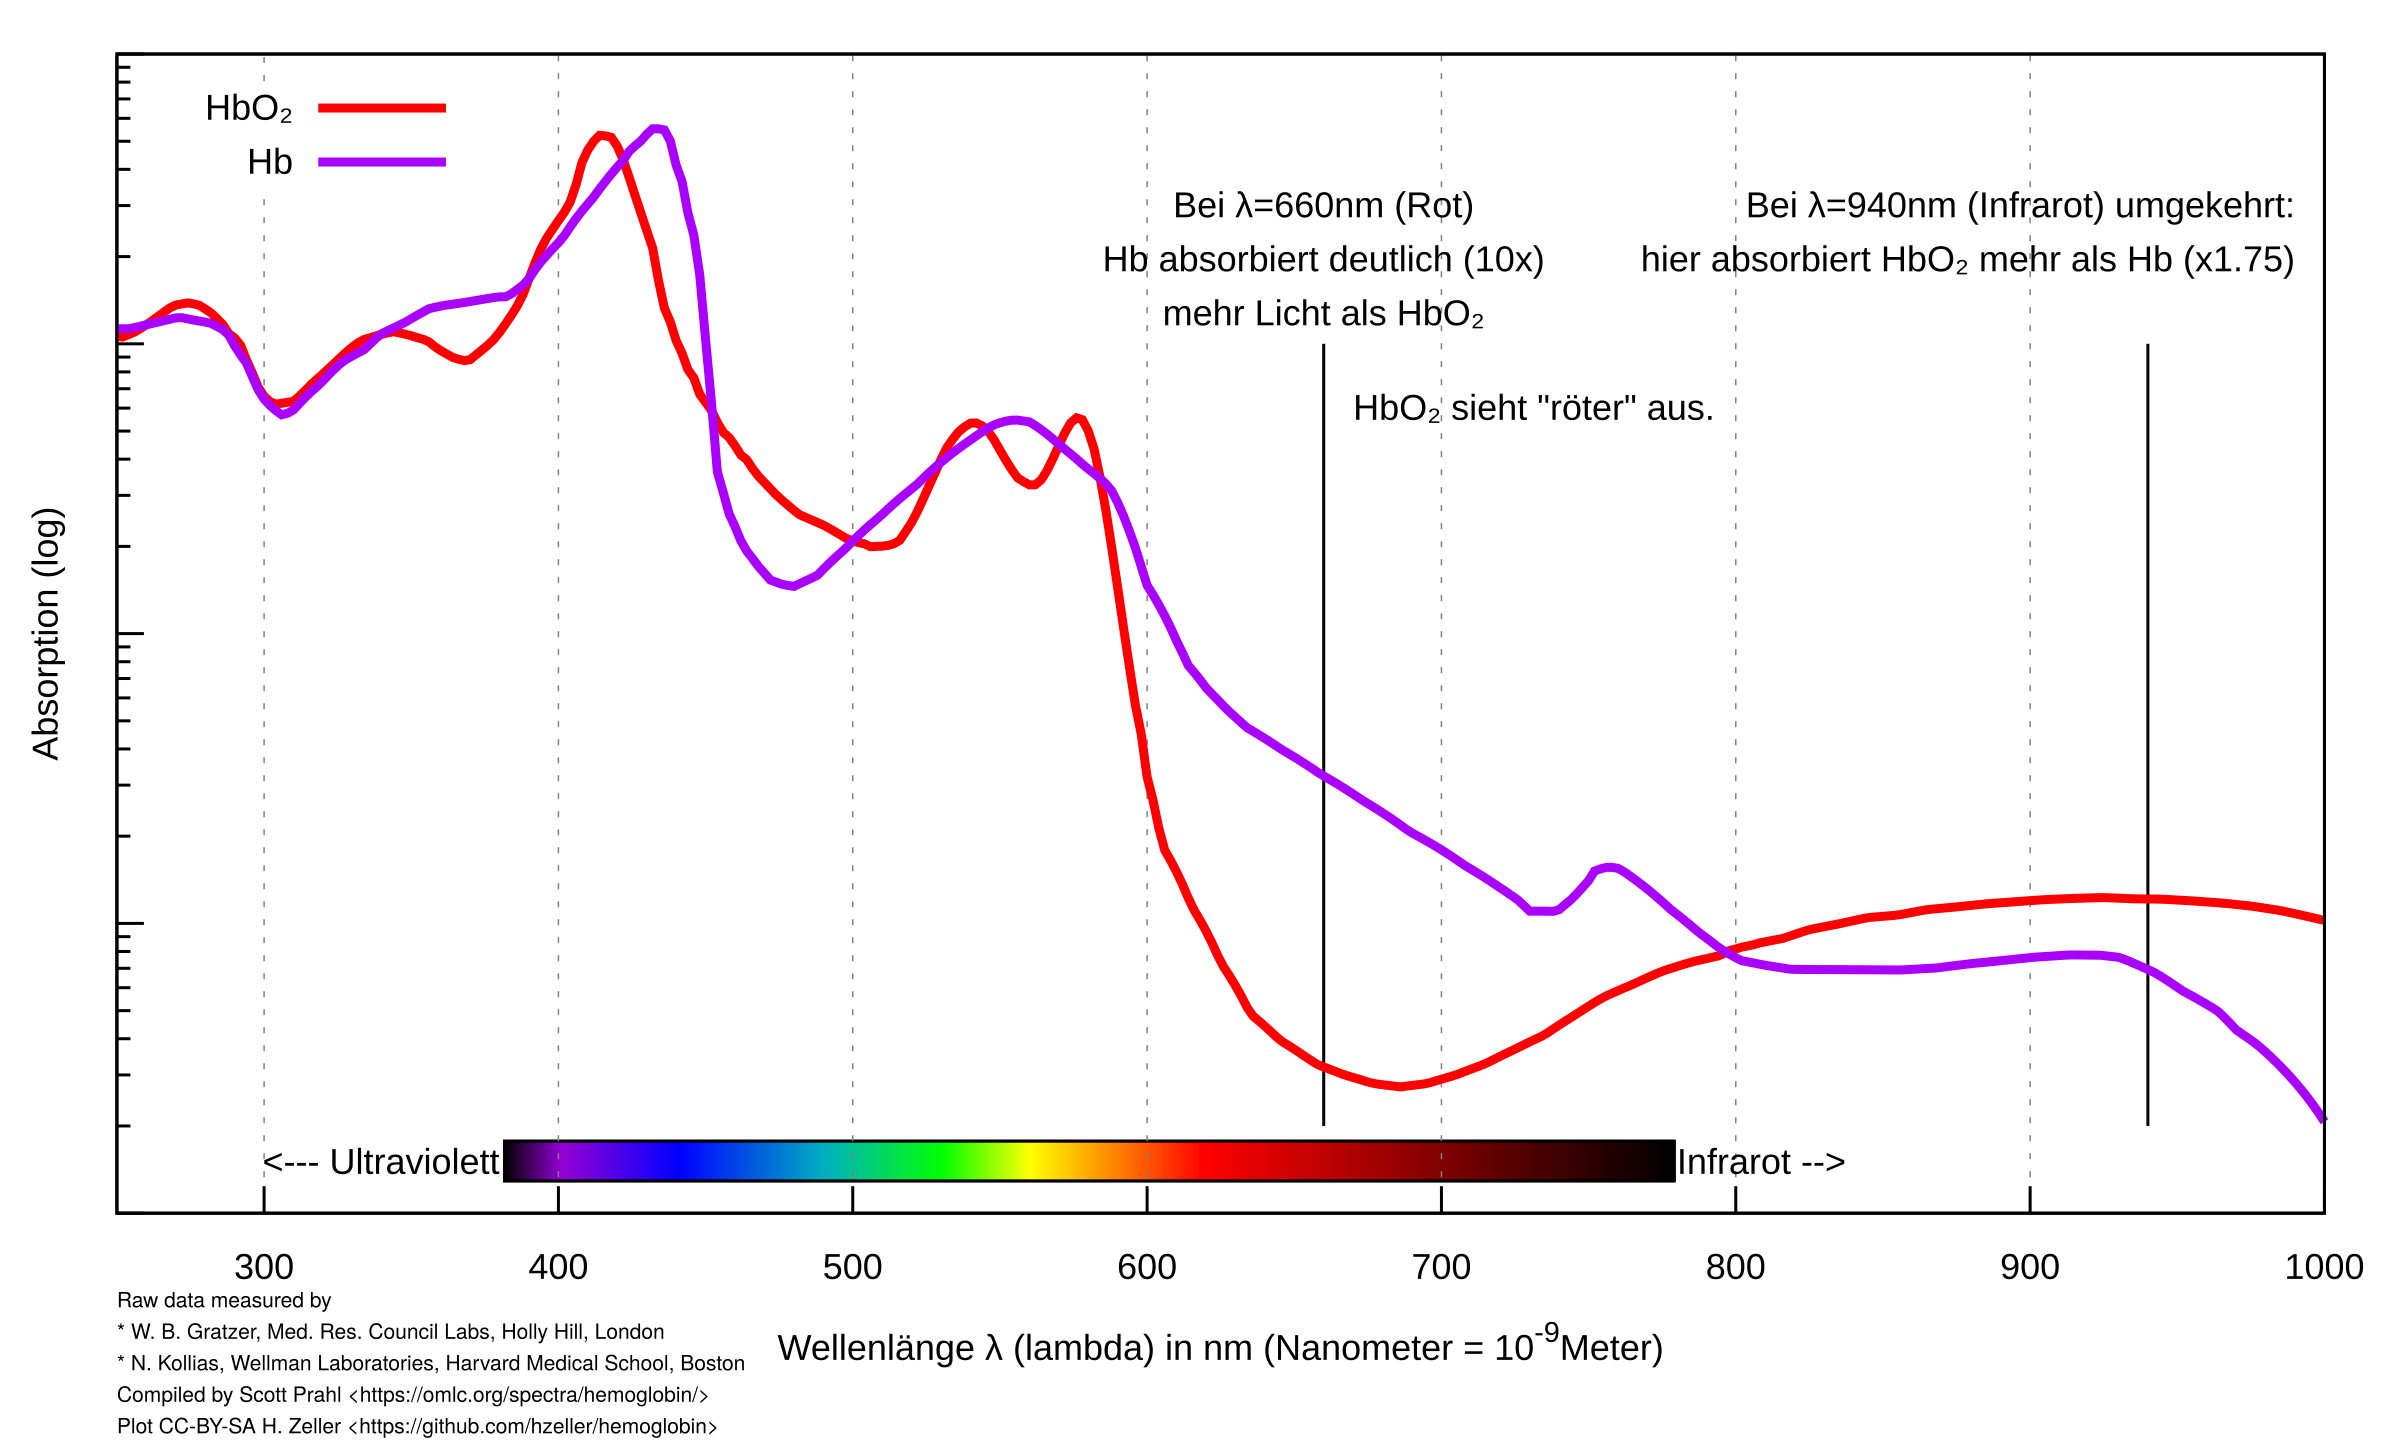 HbO₂
Hb
Bei λ=660nm (Rot)
Hb absorbiert deutlich (10x)
mehr Licht als HbO₂
Bei λ=940nm (Infrarot) umgekehrt:
hier absorbiert HbO₂ mehr als Hb (x1.75)
HbO₂ sieht "röter" aus.
Absorption (log)
<--- Ultraviolett
Infrarot -->
300 400 500 600 700 800 900 1000
Wellenlänge λ (lambda) in nm (Nanometer = 10⁻⁹Meter)
Raw data measured by
* W. B. Gratzer, Med. Res. Council Labs, Holly Hill, London
* N. Kollias, Wellman Laboratories, Harvard Medical School, Boston
Compiled by Scott Prahl <https://omlc.org/spectra/hemoglobin/>
Plot CC-BY-SA H. Zeller <https://github.com/hzeller/hemoglobin>